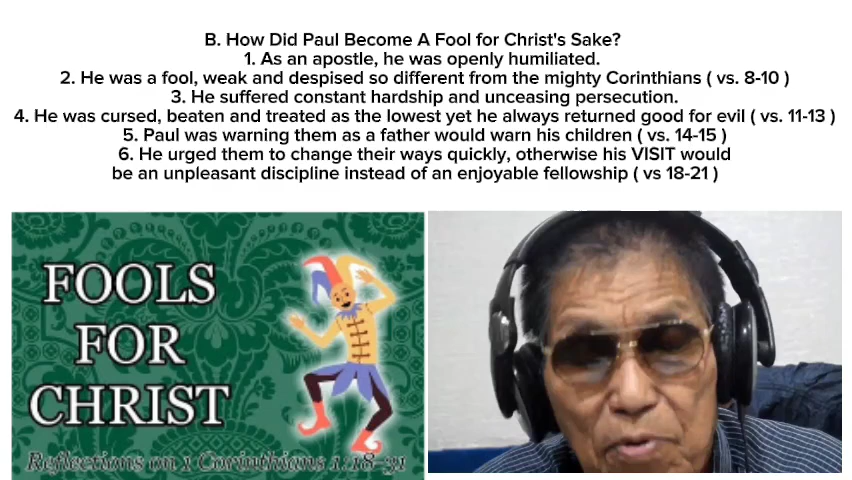 B. How Did Paul Become A Fool for Christ's Sake?
1. As an apostle, he was openly humiliated.
2. He was a fool, weak and despised so different from the mighty Corinthians ( vs. 8-10 )
3. He suffered constant hardship and unceasing persecution.
4. He was cursed, beaten and treated as the lowest yet he always returned good for evil ( vs. 11-13 )
5. Paul was warning them as a father would warn his children ( vs. 14-15 )
6. He urged them to change their ways quickly, otherwise his VISIT would
be an unpleasant discipline instead of an enjoyable fellowship ( vs 18-21 )
FOOLS
FOR
CHRIST
Reflections on 1 Corinthians 1:18-31